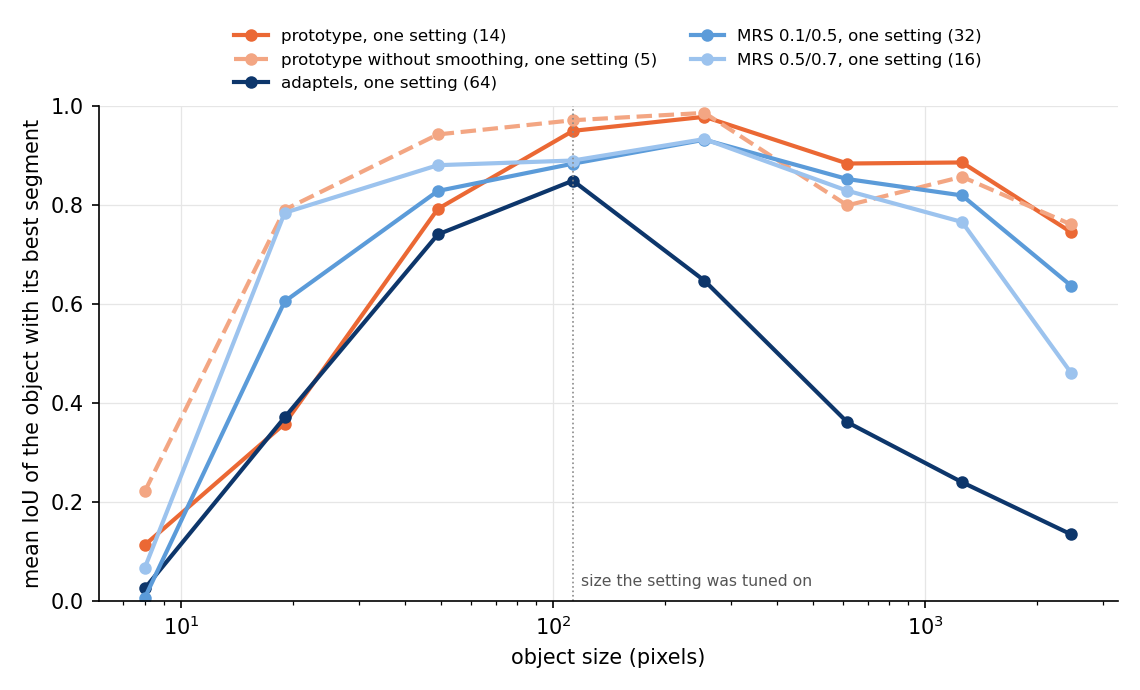 prototype, one setting (14)
prototype without smoothing, one setting (5)
adaptels, one setting (64)
MRS 0.1/0.5, one setting (32)
MRS 0.5/0.7, one setting (16)
mean IoU of the object with its best segment
1.0
0.8
0.6
0.4
0.2
0.0
size the setting was tuned on
10¹
10²
10³
object size (pixels)